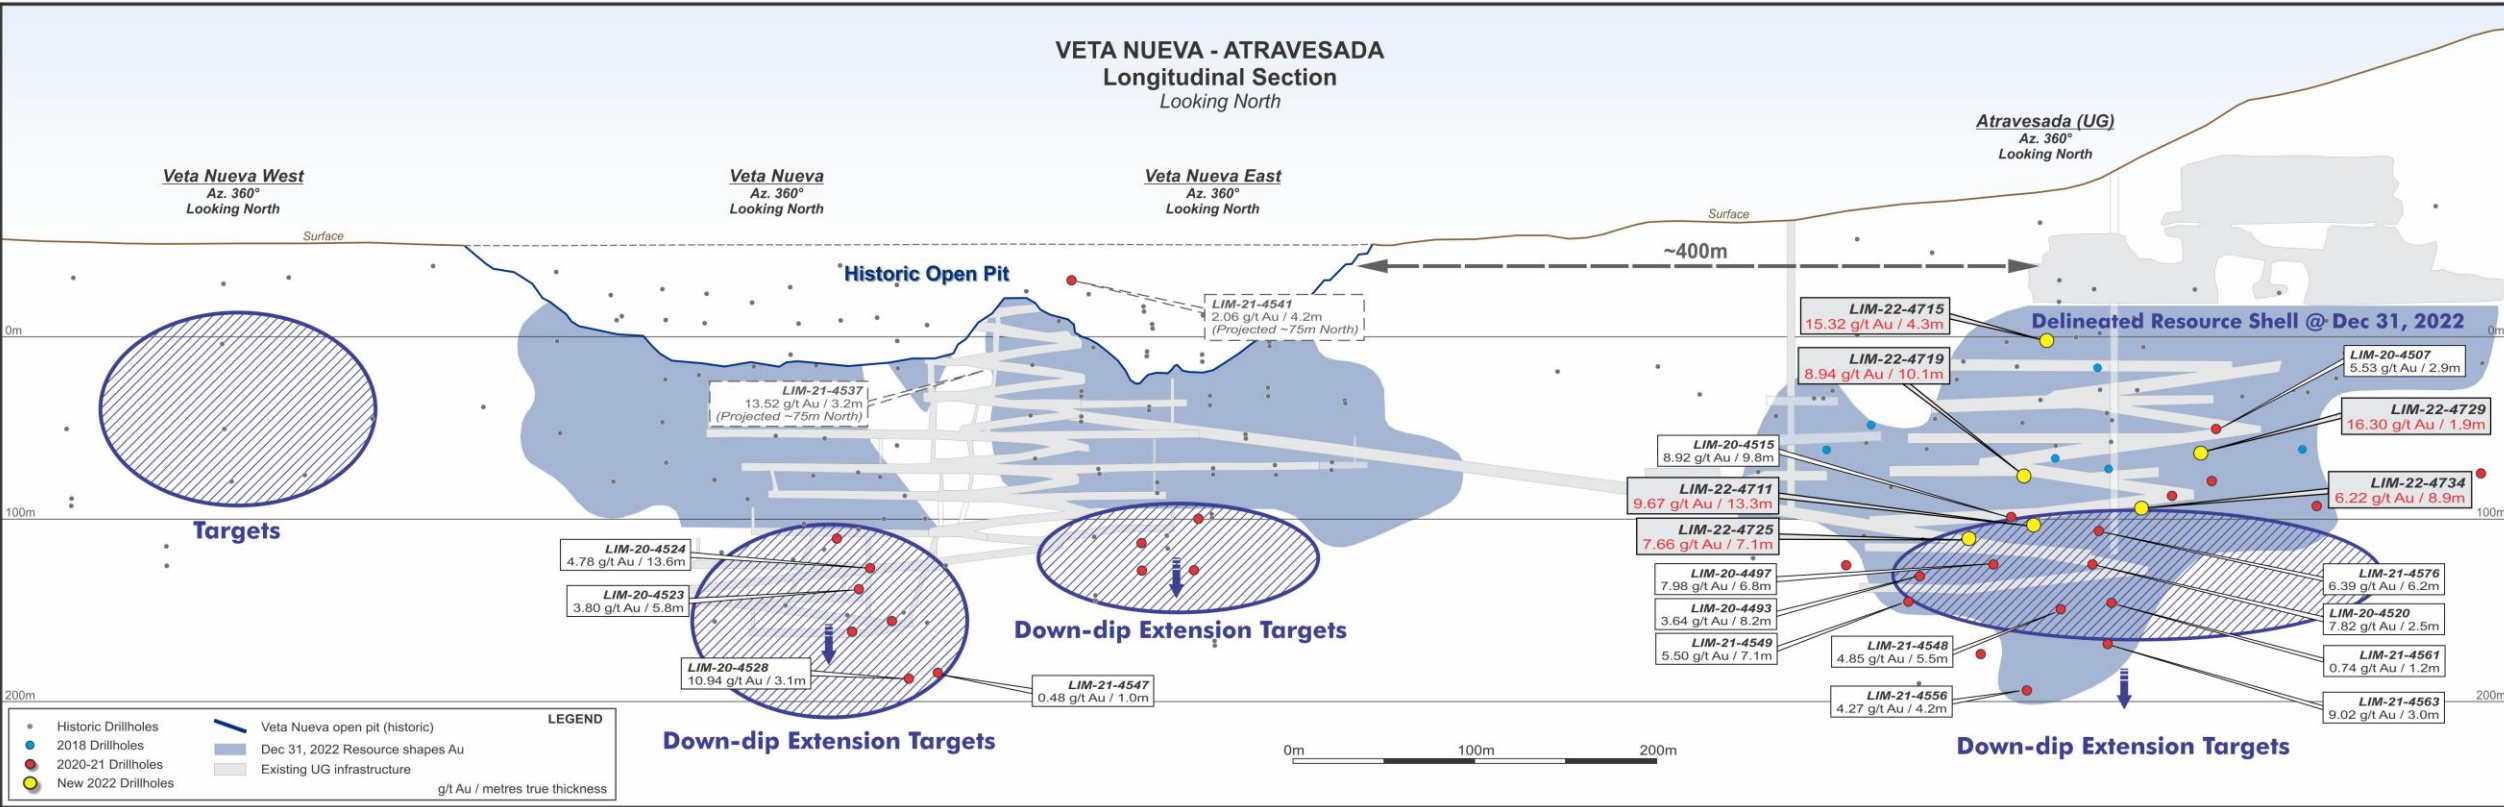 VETA NUEVA - ATRAVESADA
Longitudinal Section
Looking North
Veta Nueva West
Az. 360°
Looking North
Veta Nueva
Az. 360°
Looking North
Veta Nueva East
Az. 360°
Looking North
Atravesada (UG)
Az. 360°
Looking North
Surface
Surface
Historic Open Pit
~400m
LIM-21-4541
2.06 g/t Au / 4.2m
(Projected ~75m North)
LIM-22-4715
15.32 g/t Au / 4.3m
Delineated Resource Shell @ Dec 31, 2022
0m
0m
LIM-22-4719
8.94 g/t Au / 10.1m
LIM-20-4507
5.53 g/t Au / 2.9m
LIM-21-4537
13.52 g/t Au / 3.2m
(Projected ~75m North)
LIM-22-4729
16.30 g/t Au / 1.9m
LIM-20-4515
8.92 g/t Au / 9.8m
LIM-22-4711
9.67 g/t Au / 13.3m
LIM-22-4734
6.22 g/t Au / 8.9m
100m
100m
Targets
LIM-22-4725
7.66 g/t Au / 7.1m
LIM-20-4524
4.78 g/t Au / 13.6m
LIM-20-4523
3.80 g/t Au / 5.8m
LIM-20-4497
7.98 g/t Au / 6.8m
LIM-21-4576
6.39 g/t Au / 6.2m
LIM-20-4493
3.64 g/t Au / 8.2m
LIM-20-4520
7.82 g/t Au / 2.5m
Down-dip Extension Targets
LIM-21-4549
5.50 g/t Au / 7.1m
LIM-21-4548
4.85 g/t Au / 5.5m
LIM-21-4561
0.74 g/t Au / 1.2m
LIM-20-4528
10.94 g/t Au / 3.1m
LIM-21-4547
0.48 g/t Au / 1.0m
LIM-21-4556
4.27 g/t Au / 4.2m
LIM-21-4563
9.02 g/t Au / 3.0m
200m
200m
Down-dip Extension Targets
Down-dip Extension Targets
0m
100m
200m
LEGEND
Historic Drillholes
2018 Drillholes
2020-21 Drillholes
New 2022 Drillholes
Veta Nueva open pit (historic)
Dec 31, 2022 Resource shapes Au
Existing UG infrastructure
g/t Au / metres true thickness